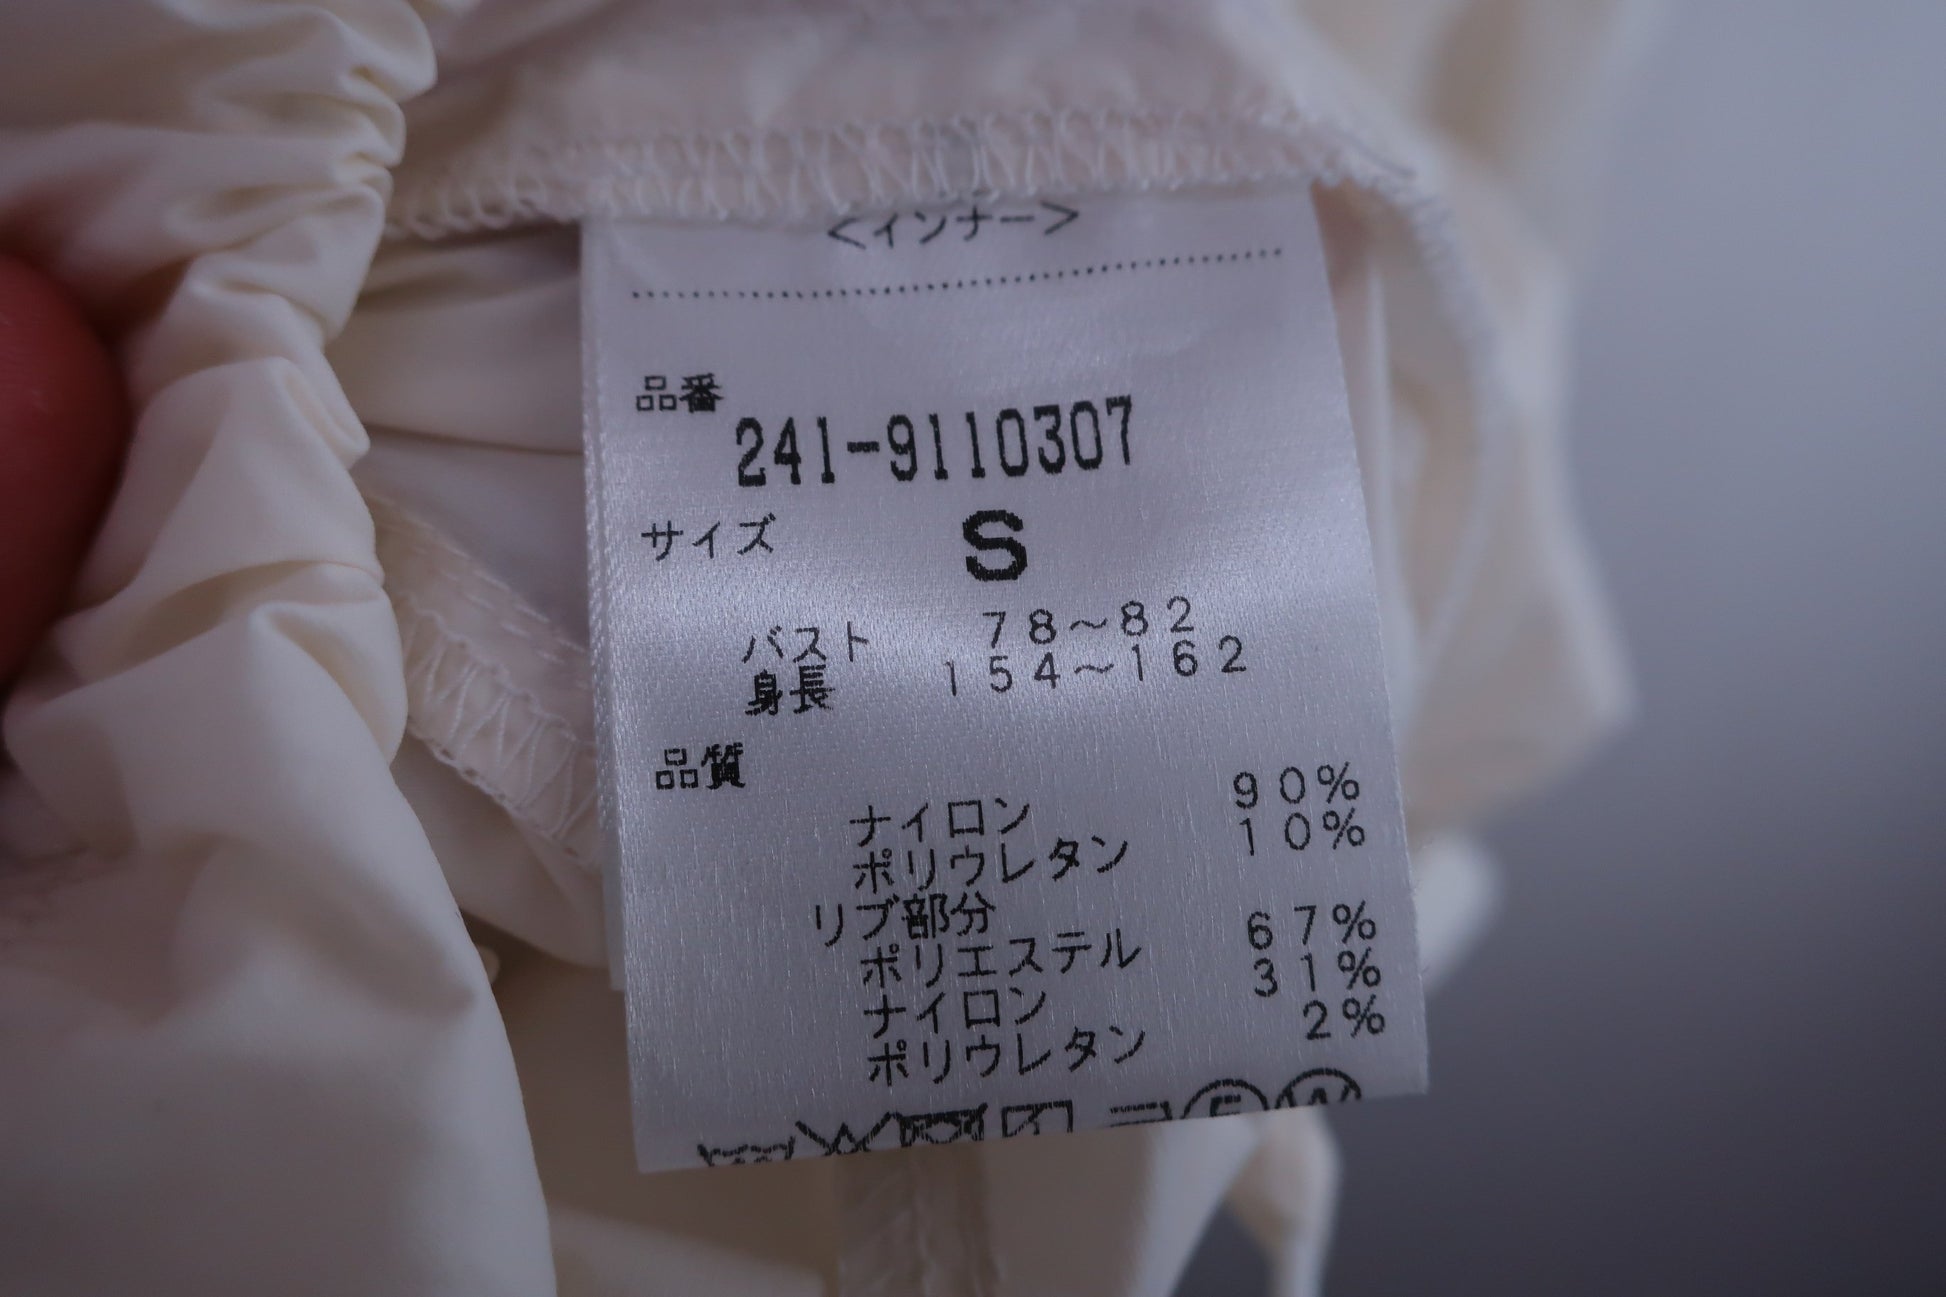 <インナー>
品番
241-9110307
サイズ S
バスト 78~82
身長 154~162
品質
ナイロン 90%
ポリウレタン 10%
リブ部分
ポリエステル 67%
ナイロン 31%
ポリウレタン 2%
F W